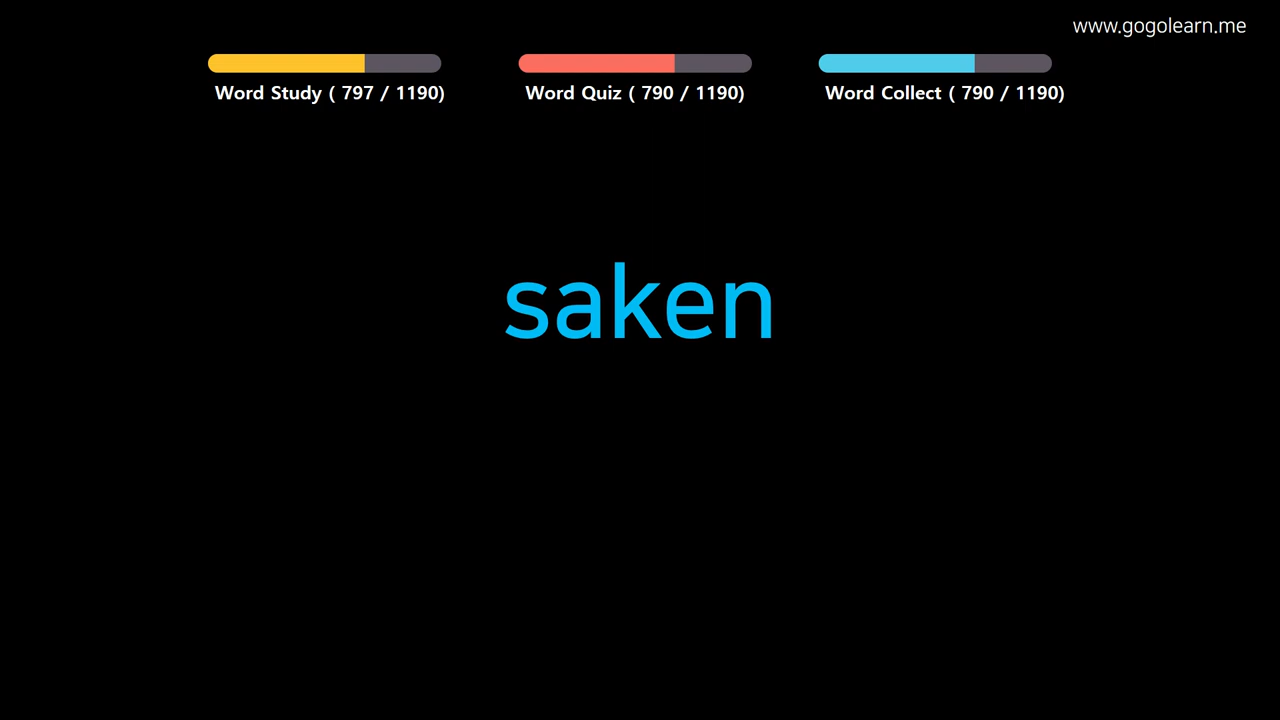 www.gogolearn.me
Word Study ( 797 / 1190)
Word Quiz ( 790 / 1190)
Word Collect ( 790 / 1190)
saken